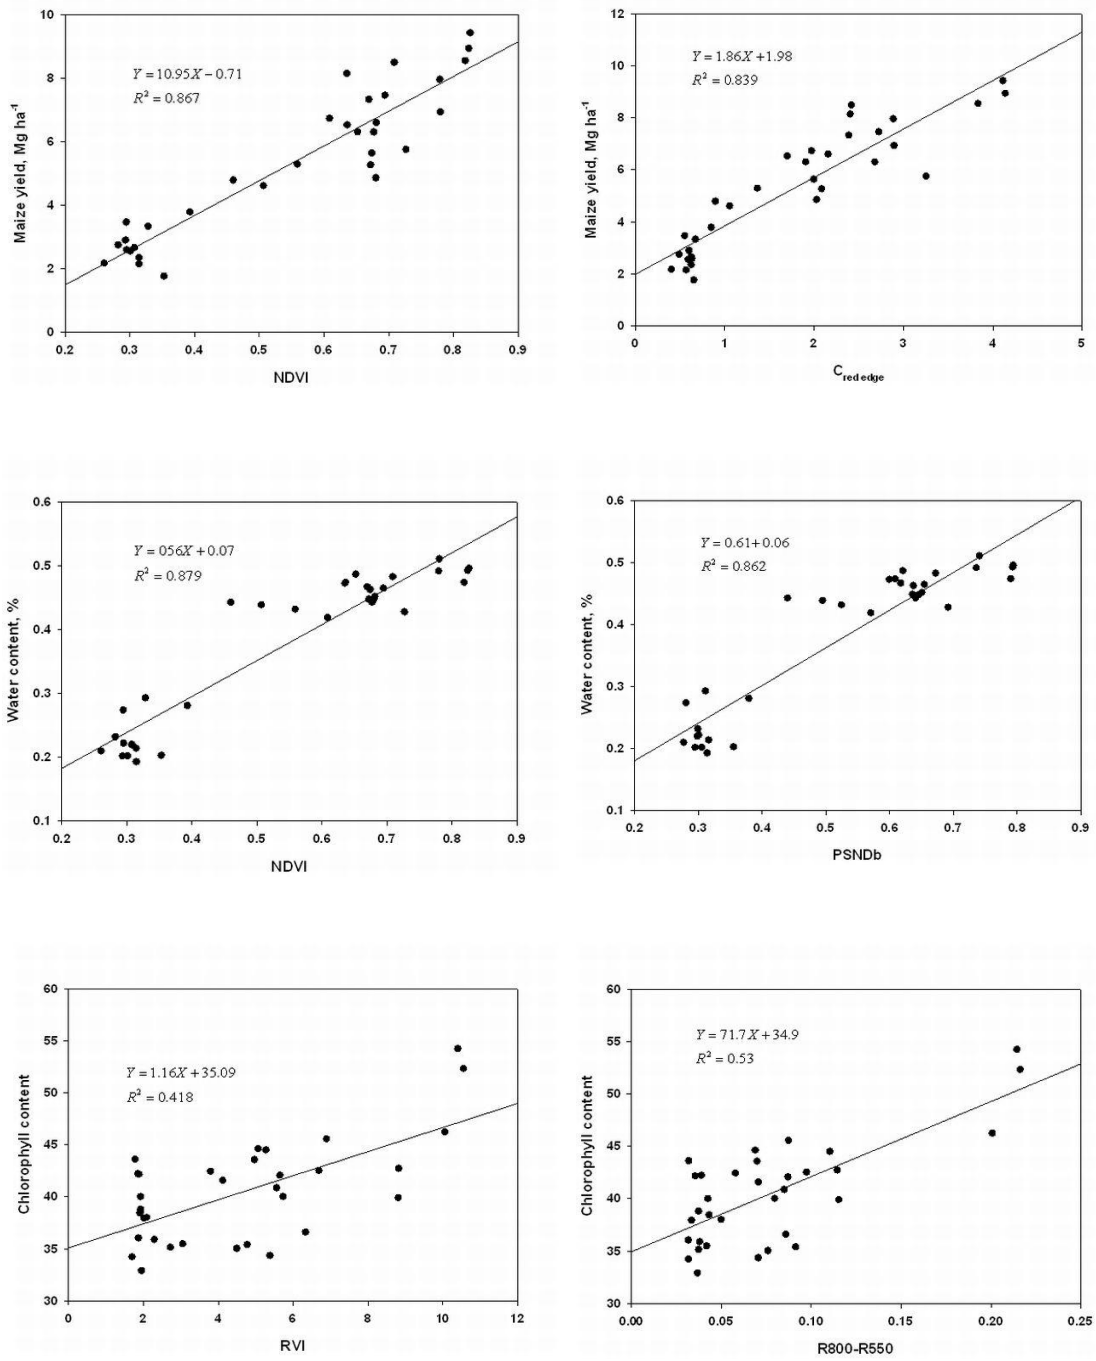 10
8
6
4
2
0
Maize yield, Mg ha⁻¹
Y = 10.95X − 0.71
R² = 0.867
0.2 0.3 0.4 0.5 0.6 0.7 0.8 0.9
NDVI
12
10
8
6
4
2
0
Maize yield, Mg ha⁻¹
Y = 1.86X + 1.98
R² = 0.839
0 1 2 3 4 5
C red edge
0.6
0.5
0.4
0.3
0.2
0.1
Water content, %
Y = 056X + 0.07
R² = 0.879
0.2 0.3 0.4 0.5 0.6 0.7 0.8 0.9
NDVI
0.6
0.5
0.4
0.3
0.2
0.1
Water content, %
Y = 0.61 + 0.06
R² = 0.862
0.2 0.3 0.4 0.5 0.6 0.7 0.8 0.9
PSNDb
60
55
50
45
40
35
30
Chlorophyll content
Y = 1.16X + 35.09
R² = 0.418
0 2 4 6 8 10 12
RVI
60
55
50
45
40
35
30
Chlorophyll content
Y = 71.7X + 34.9
R² = 0.53
0.00 0.05 0.10 0.15 0.20 0.25
R800-R550